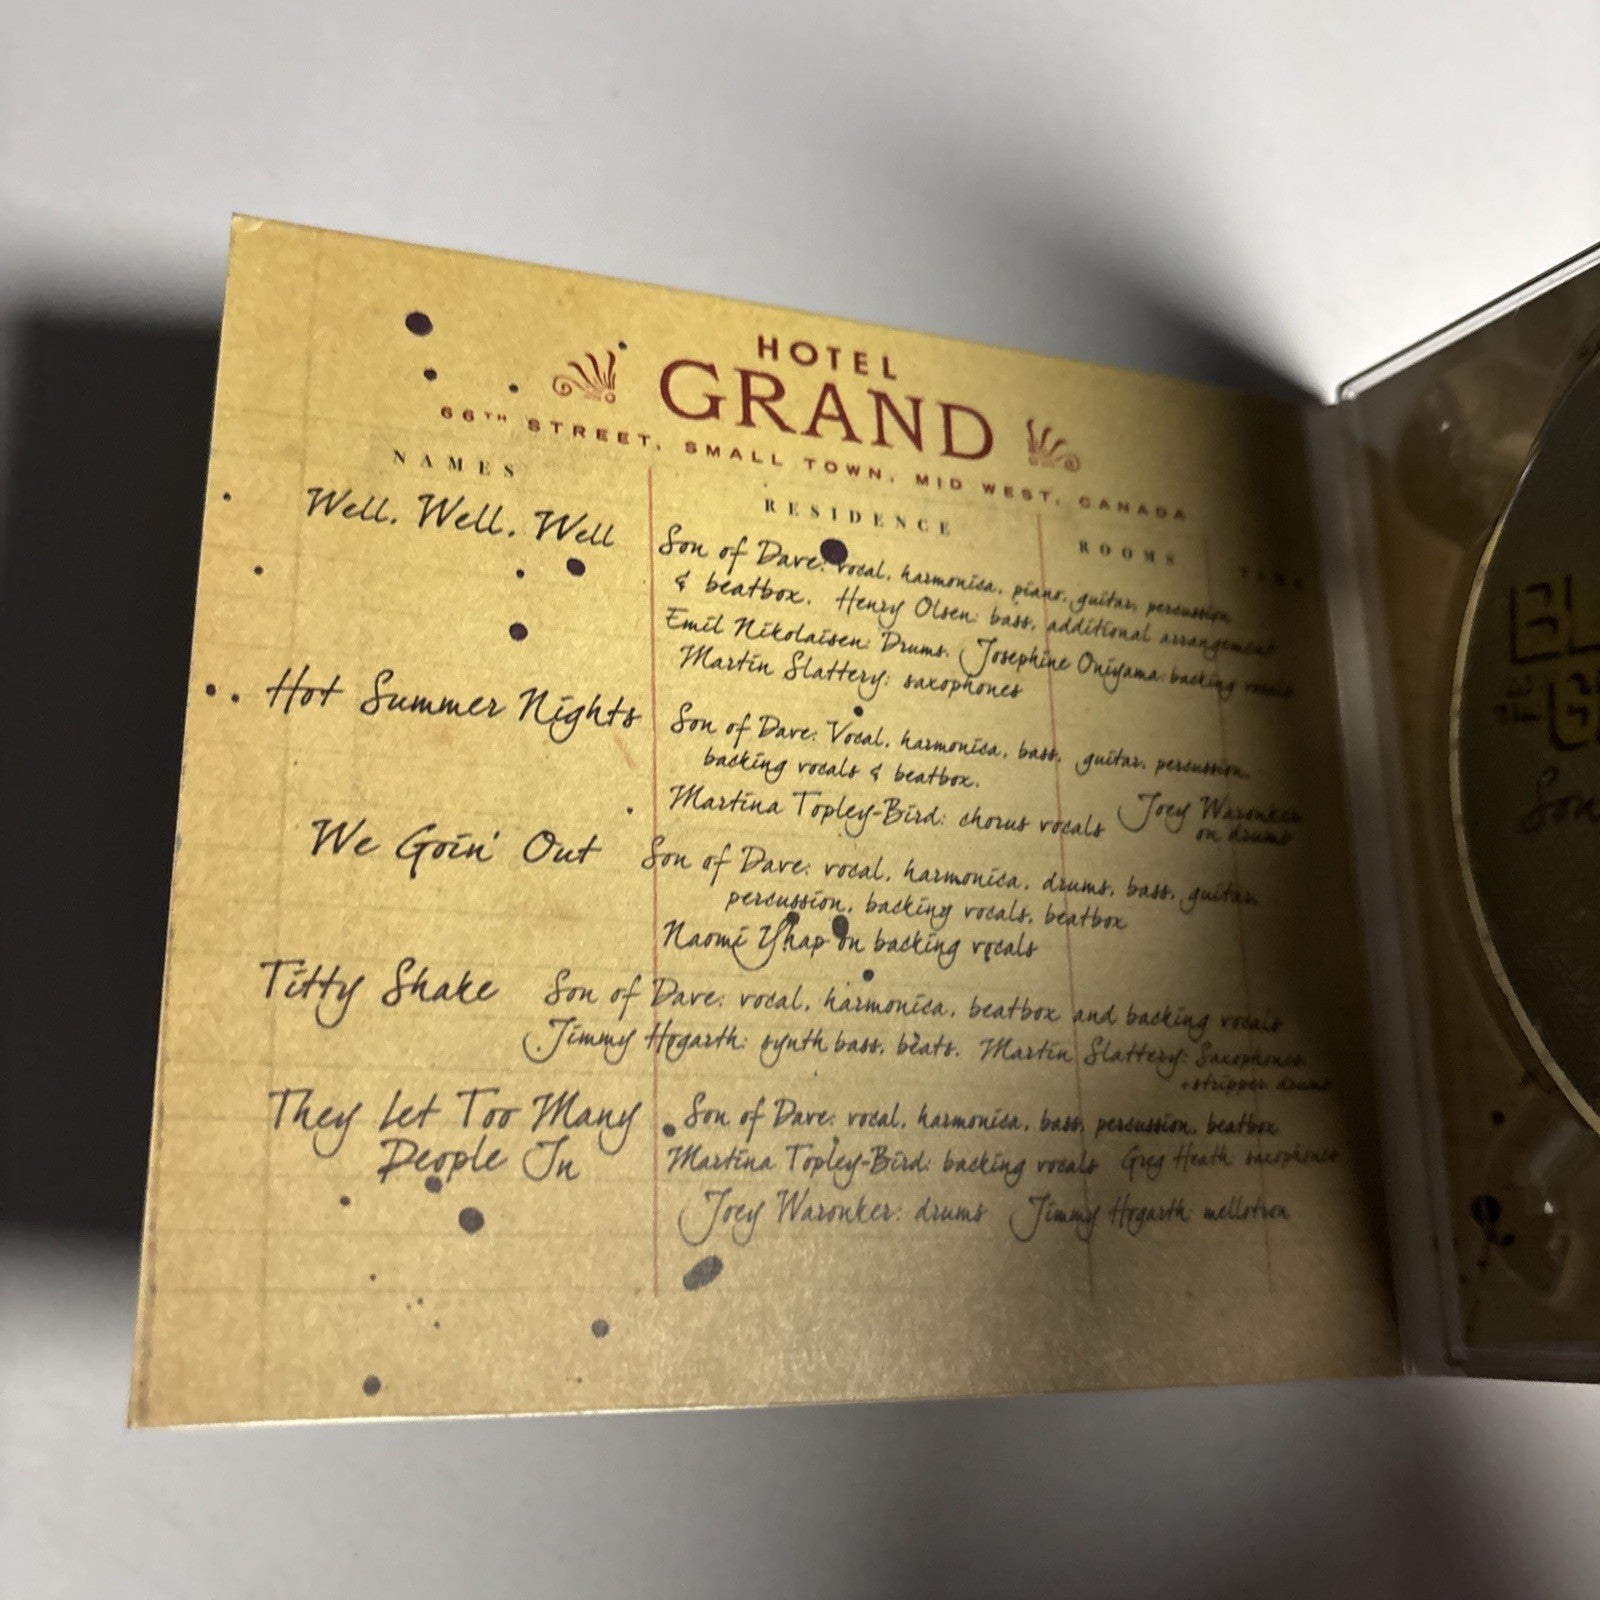 HOTEL
GRAND
66TH STREET, SMALL TOWN, MID WEST, CANADA
NAMES
RESIDENCE
ROOMS
Well, Well, Well
Son of Dave: vocal, harmonica, piano, guitar, percussion
& beatbox. Henry Olsen: bass, additional arrangement
Emil Nikolaisen: Drums. Josephine Oniyama: backing vocals
Martin Slattery: saxophones
Hot Summer Nights
Son of Dave: Vocal, harmonica, bass, guitar, percussion
backing vocals & beatbox.
Martina Topley-Bird: chorus vocals Joey Waronker
on drums
We Goin' Out
Son of Dave: vocal, harmonica, drums, bass, guitar,
percussion, backing vocals, beatbox
Naomi on backing vocals
Titty Shake
Son of Dave: vocal, harmonica, beatbox and backing vocals
Jimmy Hogarth: synth bass, beats. Martin Slattery: Saxophones
+stripper drums
They Let Too Many
People In
Son of Dave: vocal, harmonica, bass, percussion, beatbox
Martina Topley-Bird: backing vocals Greg Heath: saxophones
Joey Waronker: drums Jimmy Hogarth: mellotron
Son